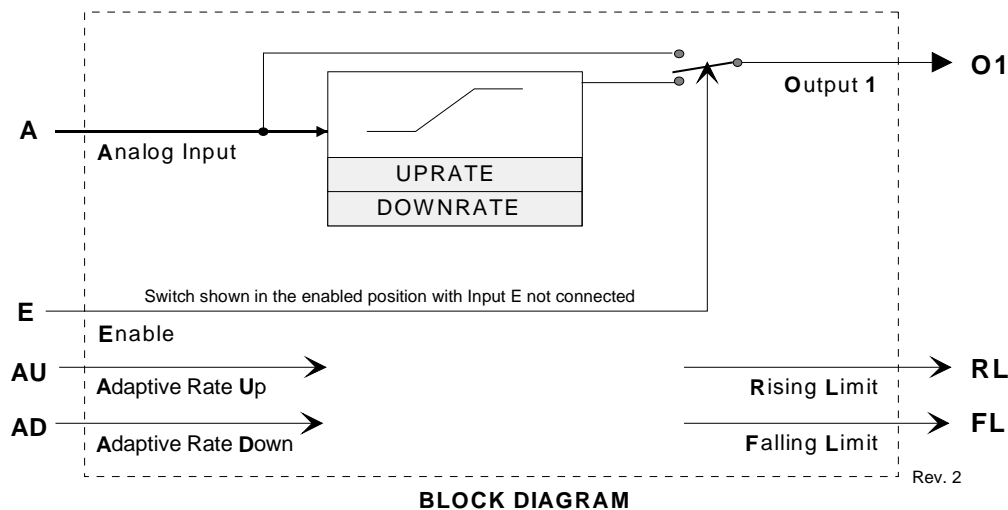 O1
Output 1
A
Analog Input
UPRATE
DOWNRATE
Switch shown in the enabled position with Input E not connected
E
Enable
AU
Adaptive Rate Up
Rising Limit
RL
AD
Adaptive Rate Down
Falling Limit
FL
Rev. 2
BLOCK DIAGRAM